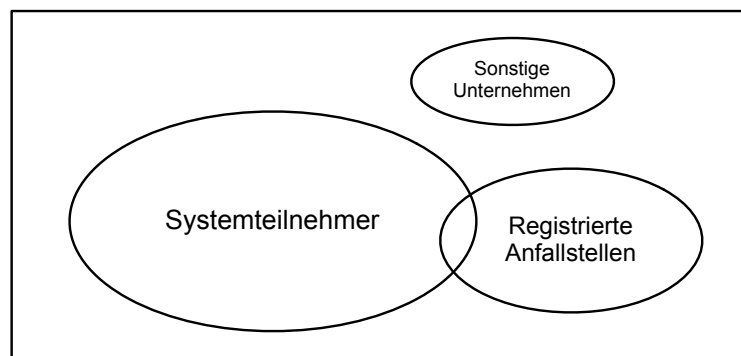 Sonstige
Unternehmen
Systemteilnehmer
Registrierte
Anfallstellen